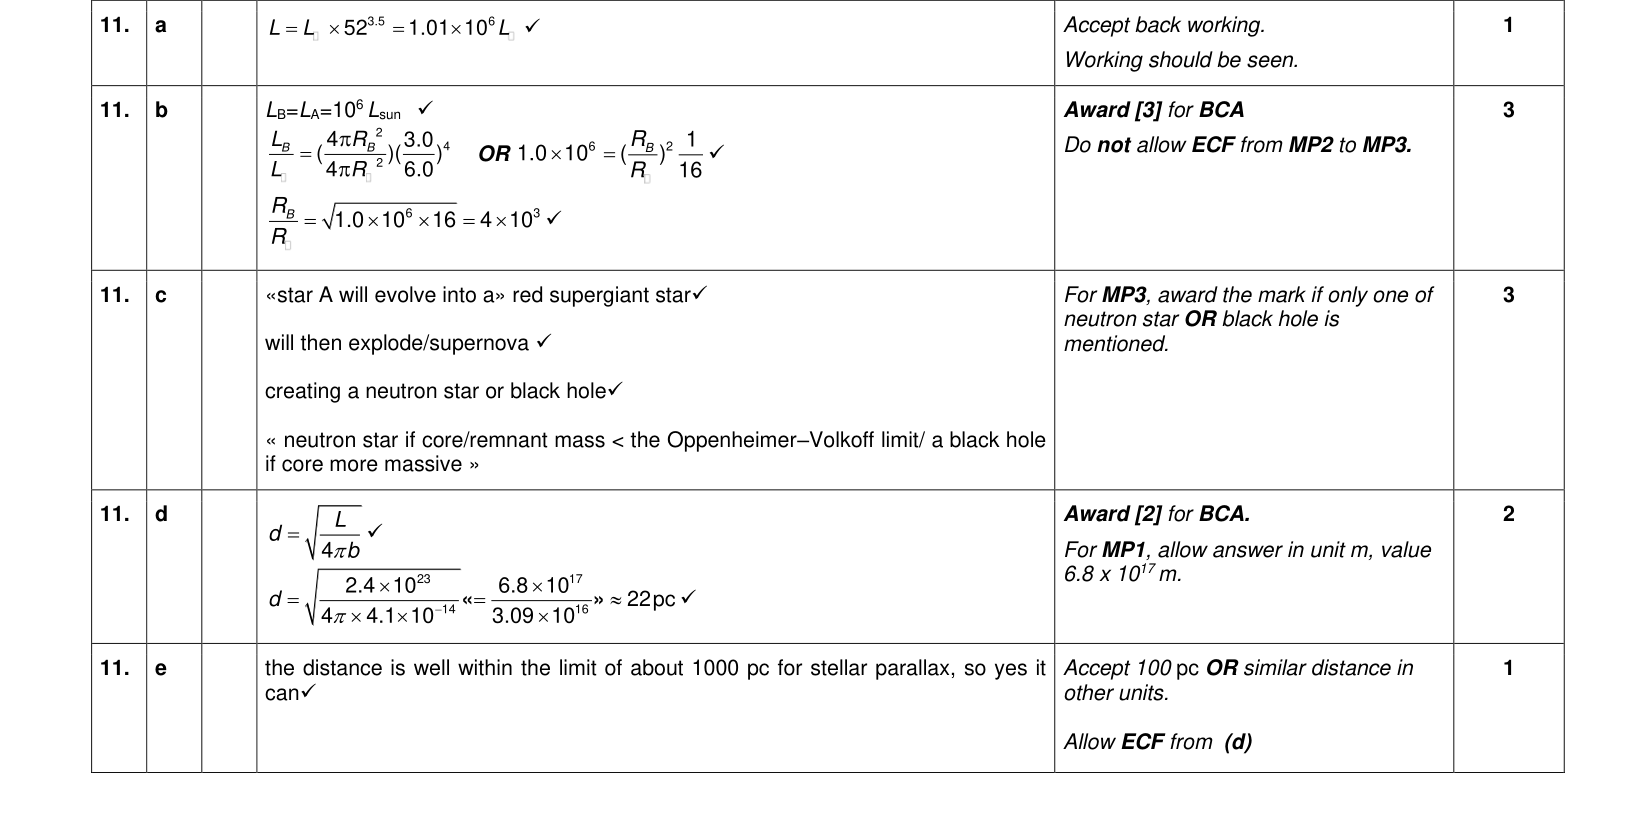 11. a L = L × 52^3.5 = 1.01×10^6 L ✓ Accept back working. 1
Working should be seen.
11. b L_B=L_A=10^6 L_sun ✓ Award [3] for BCA 3
L_B/L = (4πR_B^2/4πR^2)(3.0/6.0)^4 OR 1.0×10^6 = (R_B/R)^2 1/16 ✓ Do not allow ECF from MP2 to MP3.
R_B/R = √(1.0×10^6×16) = 4×10^3 ✓
11. c «star A will evolve into a» red supergiant star✓ For MP3, award the mark if only one of 3
neutron star OR black hole is
will then explode/supernova ✓ mentioned.
creating a neutron star or black hole✓
« neutron star if core/remnant mass < the Oppenheimer–Volkoff limit/ a black hole
if core more massive »
11. d d = √(L/4πb) ✓ Award [2] for BCA. 2
For MP1, allow answer in unit m, value
6.8 x 10^17 m.
d = √(2.4×10^23/4π×4.1×10^−14) «= 6.8×10^17/3.09×10^16» ≈ 22pc ✓
11. e the distance is well within the limit of about 1000 pc for stellar parallax, so yes it Accept 100 pc OR similar distance in 1
can✓ other units.
Allow ECF from (d)